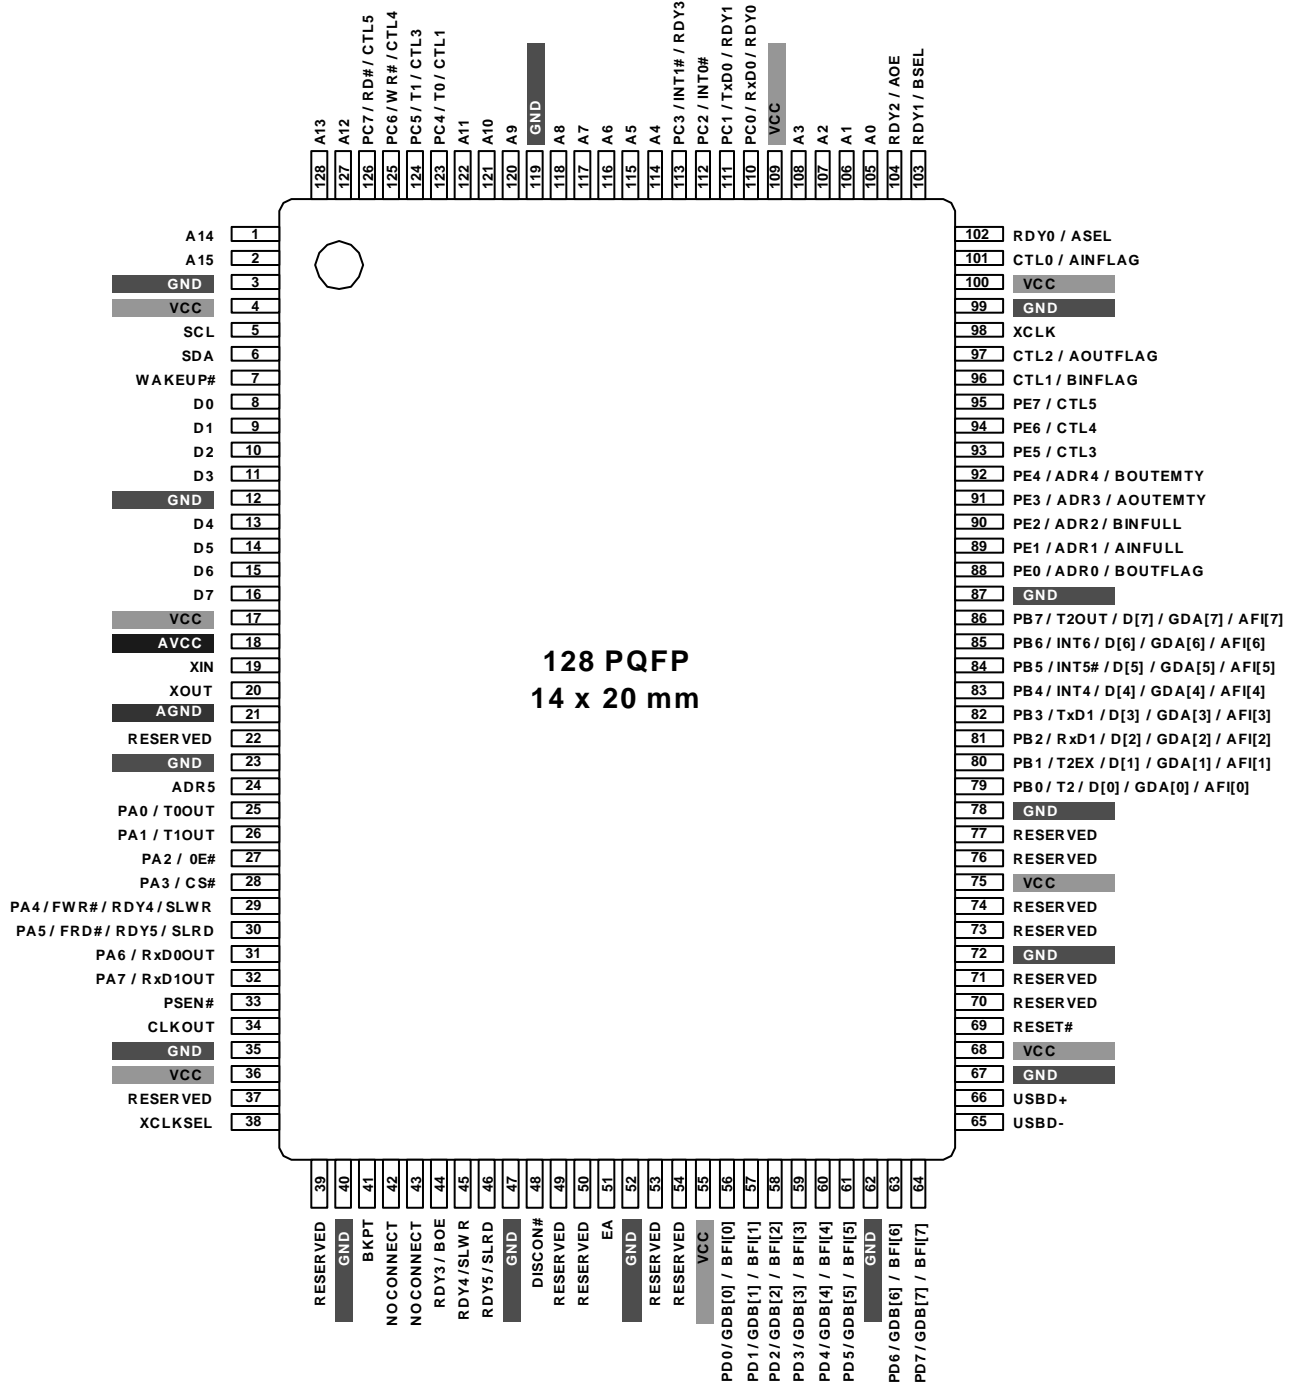 A13
A12
PC7 / RD# / CTL5
PC6 / WR# / CTL4
PC5 / T1 / CTL3
PC4 / T0 / CTL1
A11
A10
A9
GND
A8
A7
A6
A5
A4
PC3 / INT1# / RDY3
PC2 / INT0#
PC1 / TxD0 / RDY1
PC0 / RxD0 / RDY0
VCC
A3
A2
A1
A0
RDY2 / AOE
RDY1 / BSEL
128
127
126
125
124
123
122
121
120
119
118
117
116
115
114
113
112
111
110
109
108
107
106
105
104
103
A14 1
A15 2
GND 3
VCC 4
SCL 5
SDA 6
WAKEUP# 7
D0 8
D1 9
D2 10
D3 11
GND 12
D4 13
D5 14
D6 15
D7 16
VCC 17
AVCC 18
XIN 19
XOUT 20
AGND 21
RESERVED 22
GND 23
ADR5 24
PA0 / T0OUT 25
PA1 / T1OUT 26
PA2 / 0E# 27
PA3 / CS# 28
PA4 / FWR# / RDY4 / SLWR 29
PA5 / FRD# / RDY5 / SLRD 30
PA6 / RxD0OUT 31
PA7 / RxD1OUT 32
PSEN# 33
CLKOUT 34
GND 35
VCC 36
RESERVED 37
XCLKSEL 38
128 PQFP
14 x 20 mm
102 RDY0 / ASEL
101 CTL0 / AINFLAG
100 VCC
99 GND
98 XCLK
97 CTL2 / AOUTFLAG
96 CTL1 / BINFLAG
95 PE7 / CTL5
94 PE6 / CTL4
93 PE5 / CTL3
92 PE4 / ADR4 / BOUTEMTY
91 PE3 / ADR3 / AOUTEMTY
90 PE2 / ADR2 / BINFULL
89 PE1 / ADR1 / AINFULL
88 PE0 / ADR0 / BOUTFLAG
87 GND
86 PB7 / T2OUT / D[7] / GDA[7] / AFI[7]
85 PB6 / INT6 / D[6] / GDA[6] / AFI[6]
84 PB5 / INT5# / D[5] / GDA[5] / AFI[5]
83 PB4 / INT4 / D[4] / GDA[4] / AFI[4]
82 PB3 / TxD1 / D[3] / GDA[3] / AFI[3]
81 PB2 / RxD1 / D[2] / GDA[2] / AFI[2]
80 PB1 / T2EX / D[1] / GDA[1] / AFI[1]
79 PB0 / T2 / D[0] / GDA[0] / AFI[0]
78 GND
77 RESERVED
76 RESERVED
75 VCC
74 RESERVED
73 RESERVED
72 GND
71 RESERVED
70 RESERVED
69 RESET#
68 VCC
67 GND
66 USBD+
65 USBD-
39
40
41
42
43
44
45
46
47
48
49
50
51
52
53
54
55
56
57
58
59
60
61
62
63
64
RESERVED
GND
BKPT
NOCONNECT
NOCONNECT
RDY3 / BOE
RDY4 / SLWR
RDY5 / SLRD
GND
DISCON#
RESERVED
RESERVED
EA
GND
RESERVED
RESERVED
VCC
PD0 / GDB[0] / BFI[0]
PD1 / GDB[1] / BFI[1]
PD2 / GDB[2] / BFI[2]
PD3 / GDB[3] / BFI[3]
PD4 / GDB[4] / BFI[4]
PD5 / GDB[5] / BFI[5]
GND
PD6 / GDB[6] / BFI[6]
PD7 / GDB[7] / BFI[7]